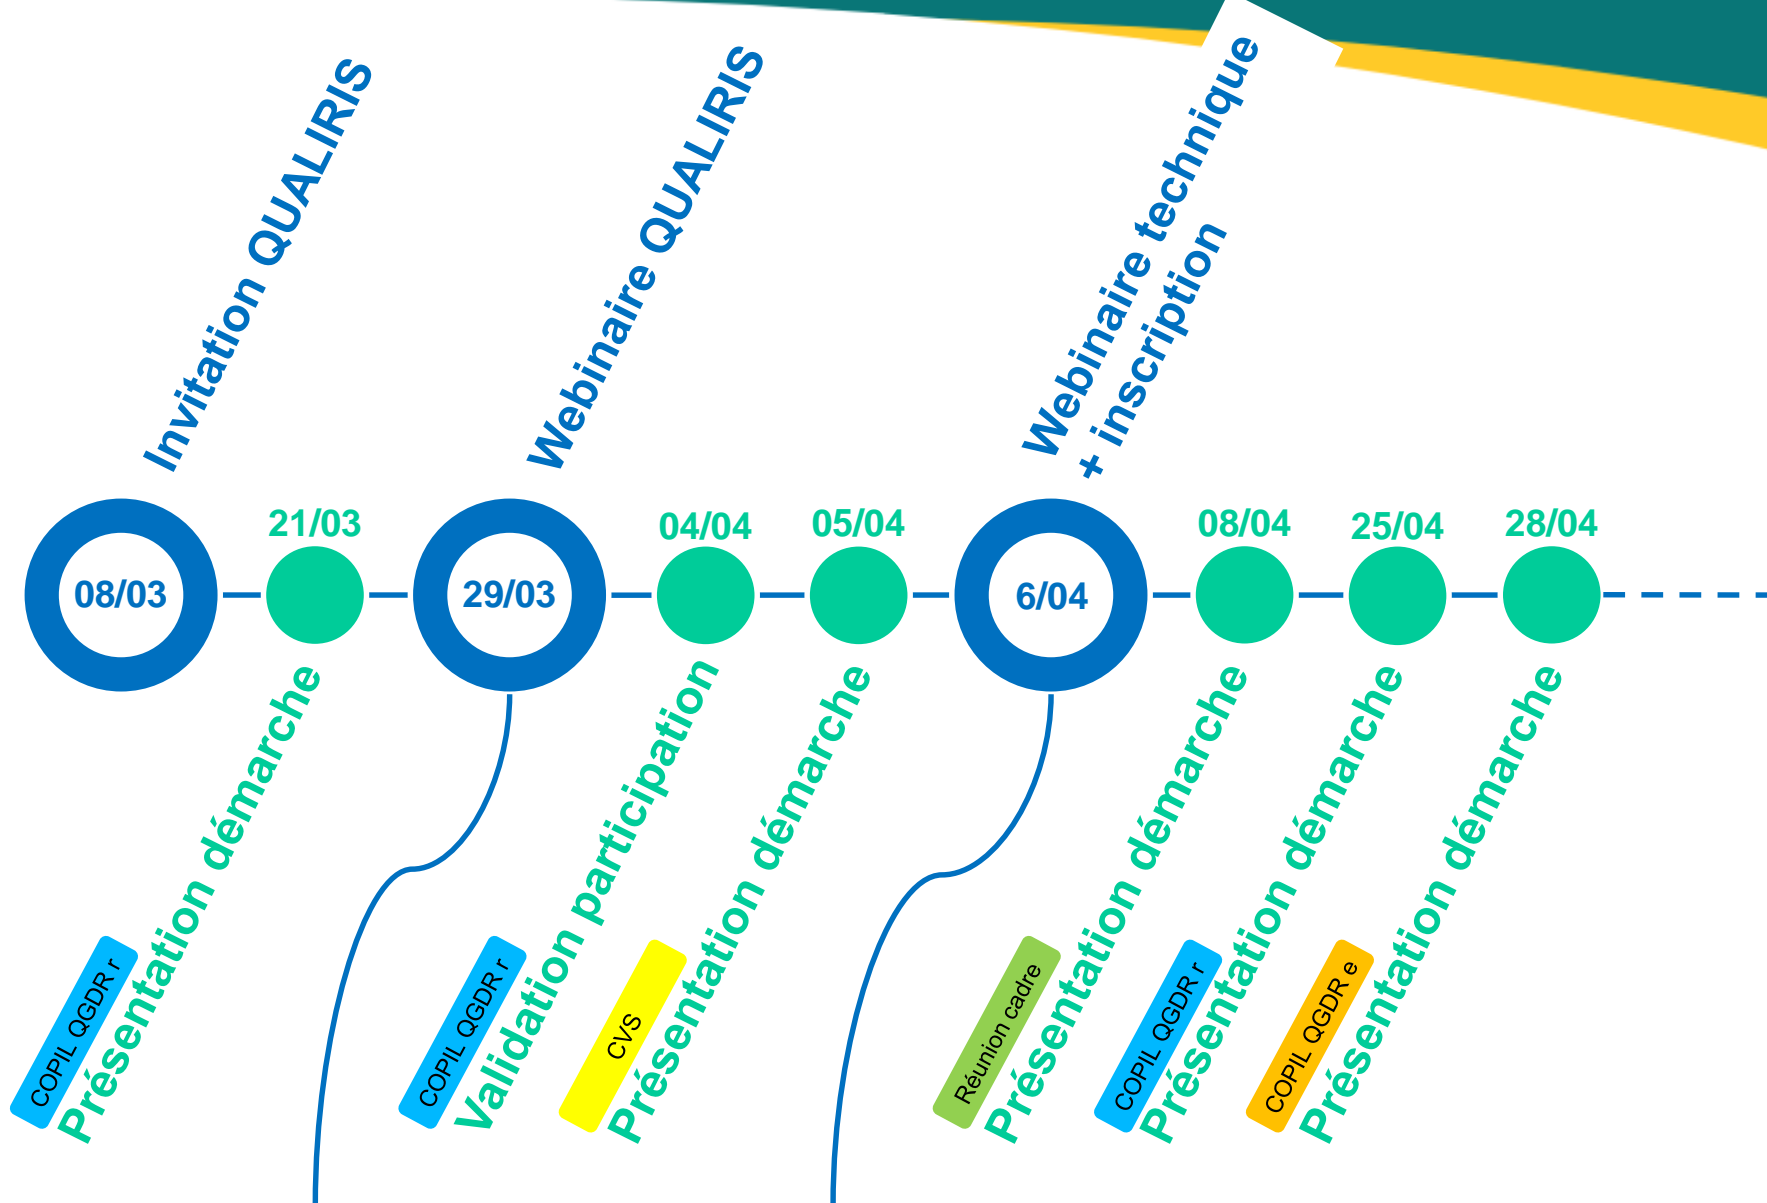 Invitation QUALIRIS
Webinaire QUALIRIS
Webinaire technique
+ inscription
08/03
21/03
29/03
04/04
05/04
6/04
08/04
25/04
28/04
COPIL QGDR r
Présentation démarche
COPIL QGDR r
Validation participation
CVS
Présentation démarche
Réunion cadre
Présentation démarche
COPIL QGDR r
Présentation démarche
COPIL QGDR e
Présentation démarche